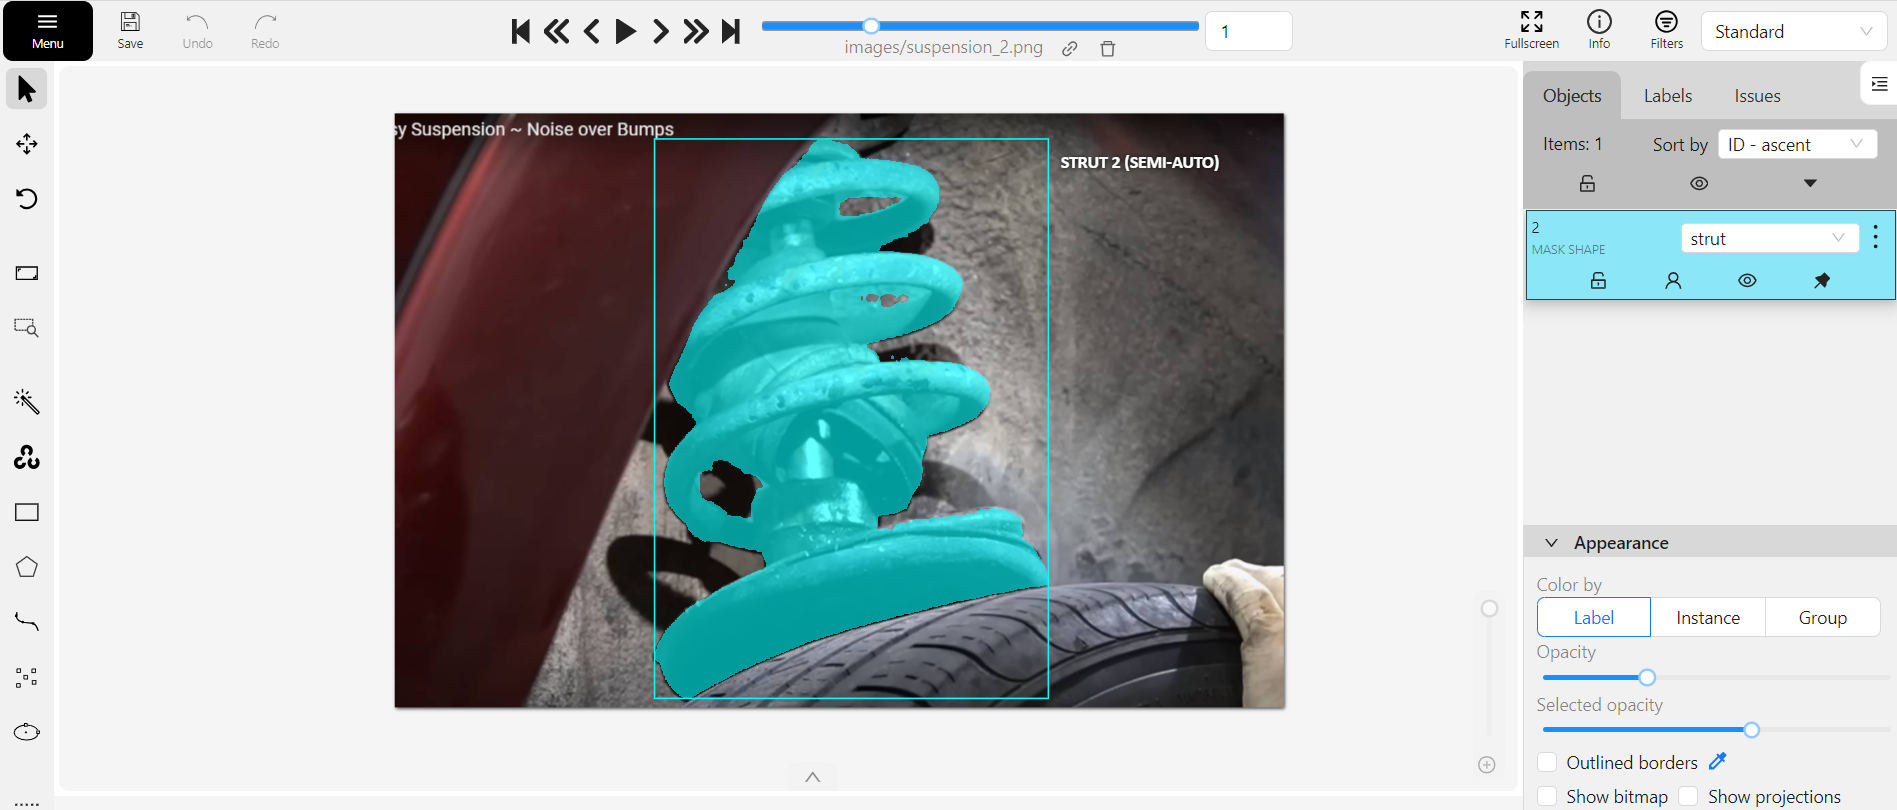 Menu
Save
Undo
Redo
images/suspension_2.png
1
Fullscreen
Info
Filters
Standard
Objects
Labels
Issues
Items: 1
Sort by
ID - ascent
2
MASK SHAPE
strut
sy Suspension ~ Noise over Bumps
STRUT 2 (SEMI-AUTO)
Appearance
Color by
Label
Instance
Group
Opacity
Selected opacity
Outlined borders
Show bitmap
Show projections